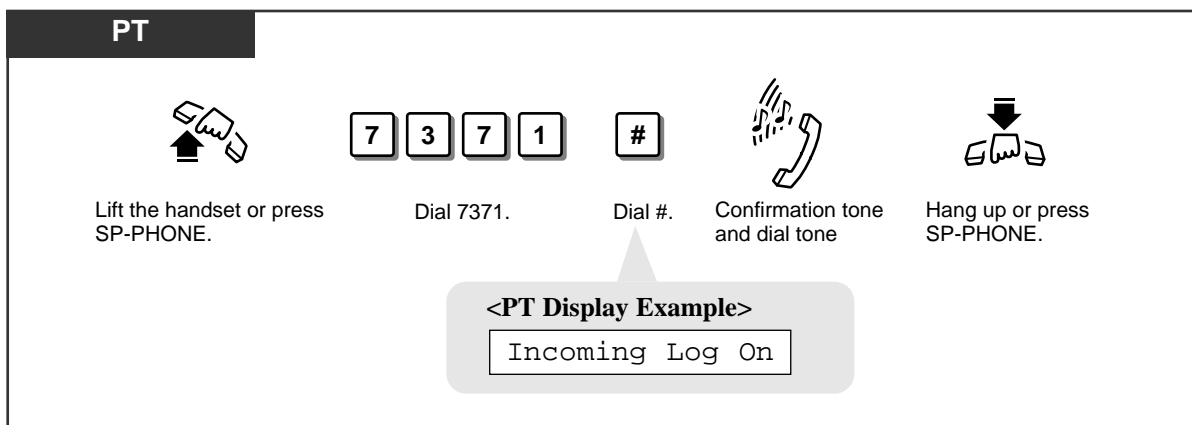 PT
7 3 7 1 #
Lift the handset or press
SP-PHONE.
Dial 7371.
Dial #.
Confirmation tone
and dial tone
Hang up or press
SP-PHONE.
<PT Display Example>
Incoming Log On